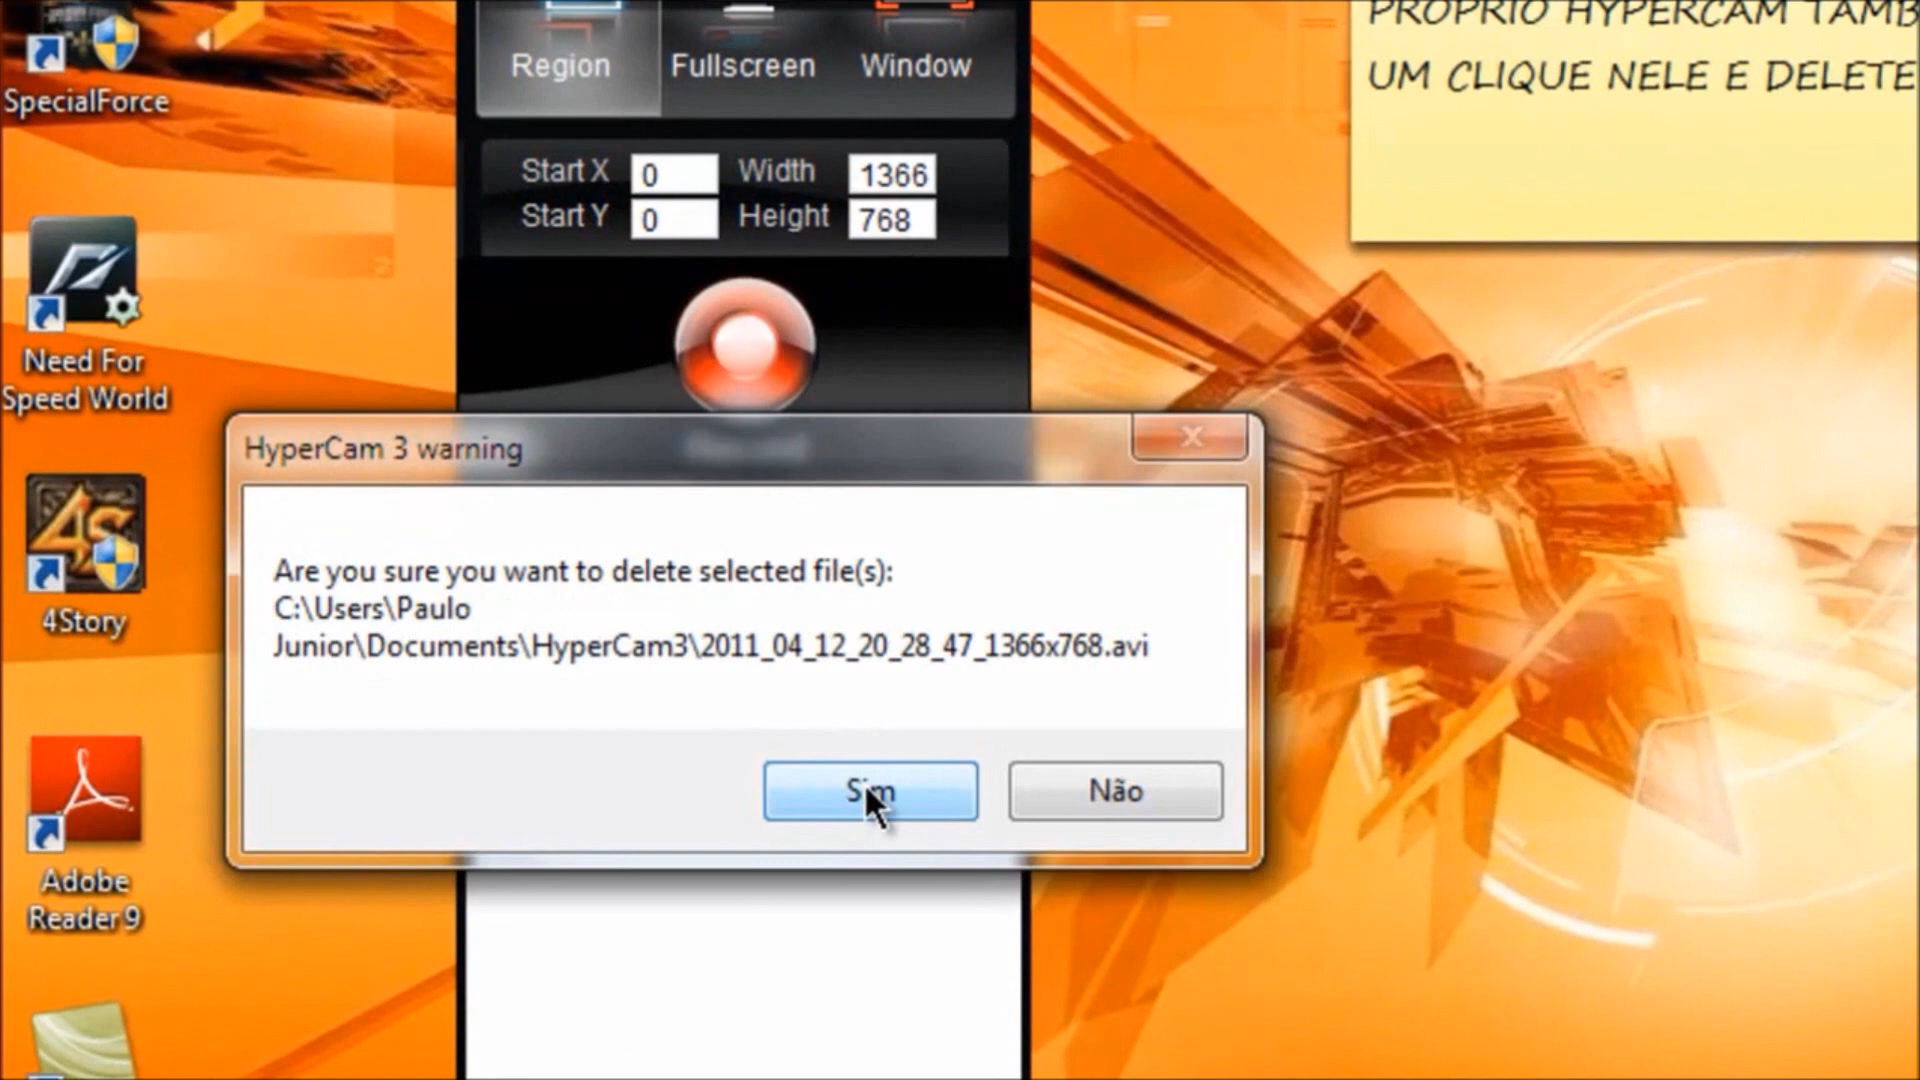 PRÓPRIO HYPERCAM TAMB
UM CLIQUE NELE E DELETE
Region
Fullscreen
Window
SpecialForce
Start X
0
Width
1366
Start Y
0
Height
768
Need For
Speed World
HyperCam 3 warning
Are you sure you want to delete selected file(s):
C:\Users\Paulo
Junior\Documents\HyperCam3\2011_04_12_20_28_47_1366x768.avi
4Story
Sim
Não
Adobe
Reader 9